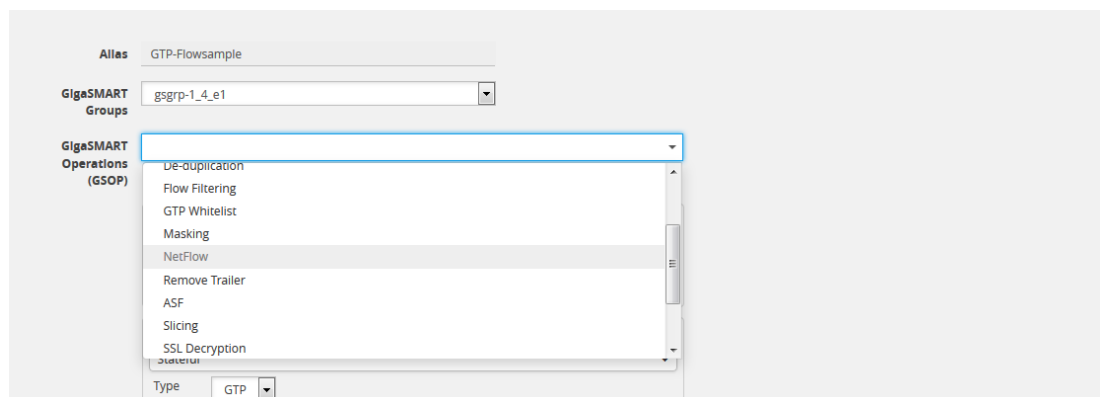 Alias GTP-Flowsample
GigaSMART Groups gsgrp-1_4_e1
GigaSMART Operations (GSOP)
De-duplication
Flow Filtering
GTP Whitelist
Masking
NetFlow
Remove Trailer
ASF
Slicing
SSL Decryption
Stateful
Type GTP